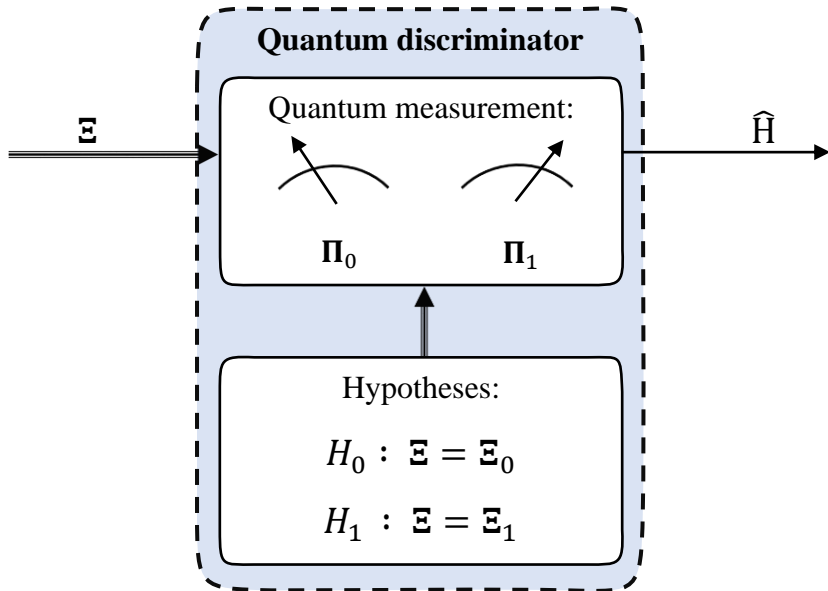 Quantum discriminator
Quantum measurement:
Ξ
Ĥ
Π₀ Π₁
Hypotheses:
H₀ : Ξ = Ξ₀
H₁ : Ξ = Ξ₁